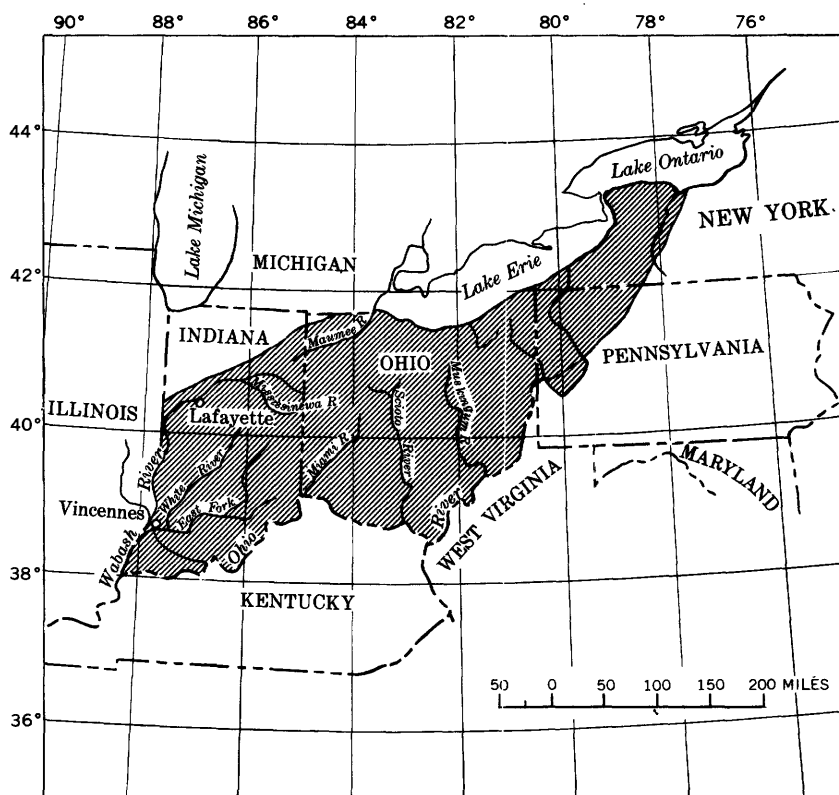 90° 88° 86° 84° 82° 80° 78° 76°
44°
Lake Ontario
Lake Michigan
NEW YORK
MICHIGAN
Lake Erie
42°
INDIANA
Maumee R.
OHIO
PENNSYLVANIA
Mississinewa R
Scioto River
Muskingum R.
ILLINOIS
Lafayette
40°
Miami R.
MARYLAND
White River
Wabash River
Vincennes
East Fork
Ohio River
WEST VIRGINIA
38°
KENTUCKY
50 0 50 100 150 200 MILES
36°